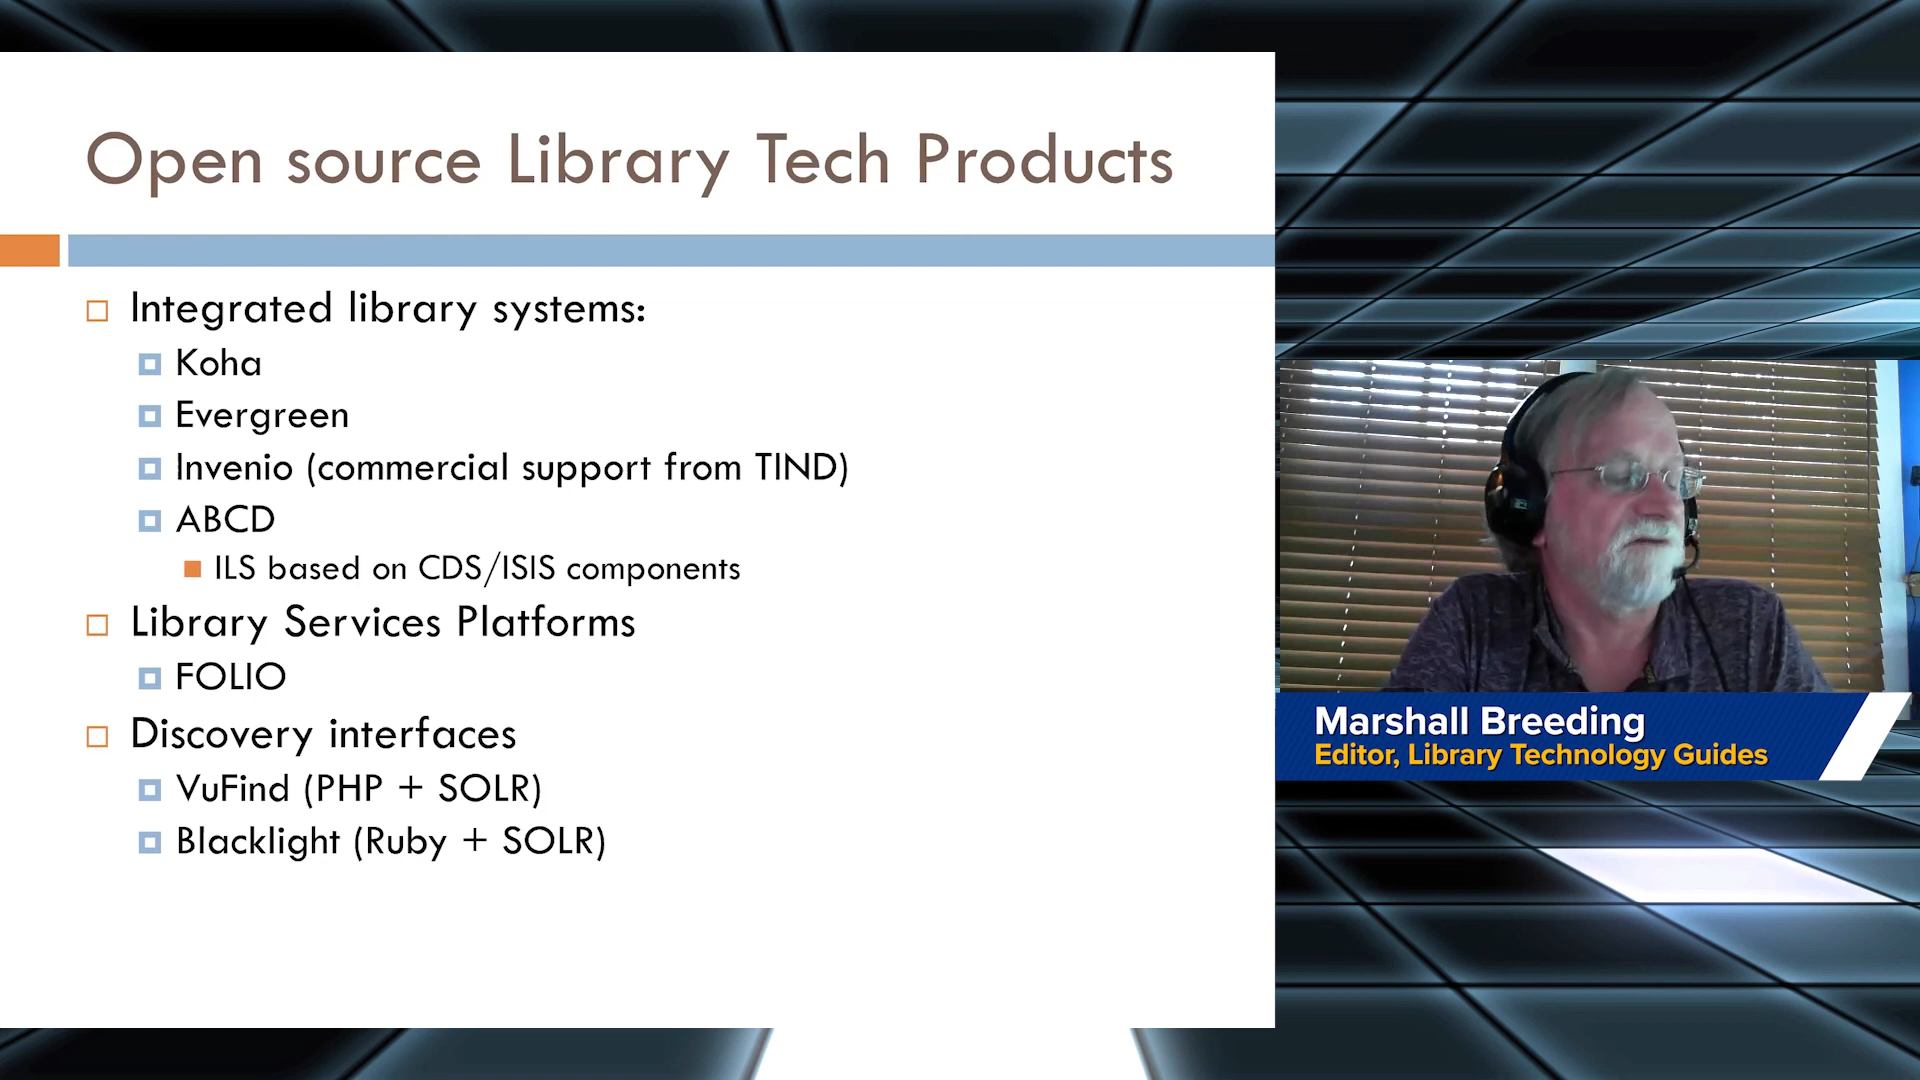 Open source Library Tech Products
Integrated library systems:
Koha
Evergreen
Invenio (commercial support from TIND)
ABCD
ILS based on CDS/ISIS components
Library Services Platforms
FOLIO
Discovery interfaces
VuFind (PHP + SOLR)
Blacklight (Ruby + SOLR)
Marshall Breeding
Editor, Library Technology Guides